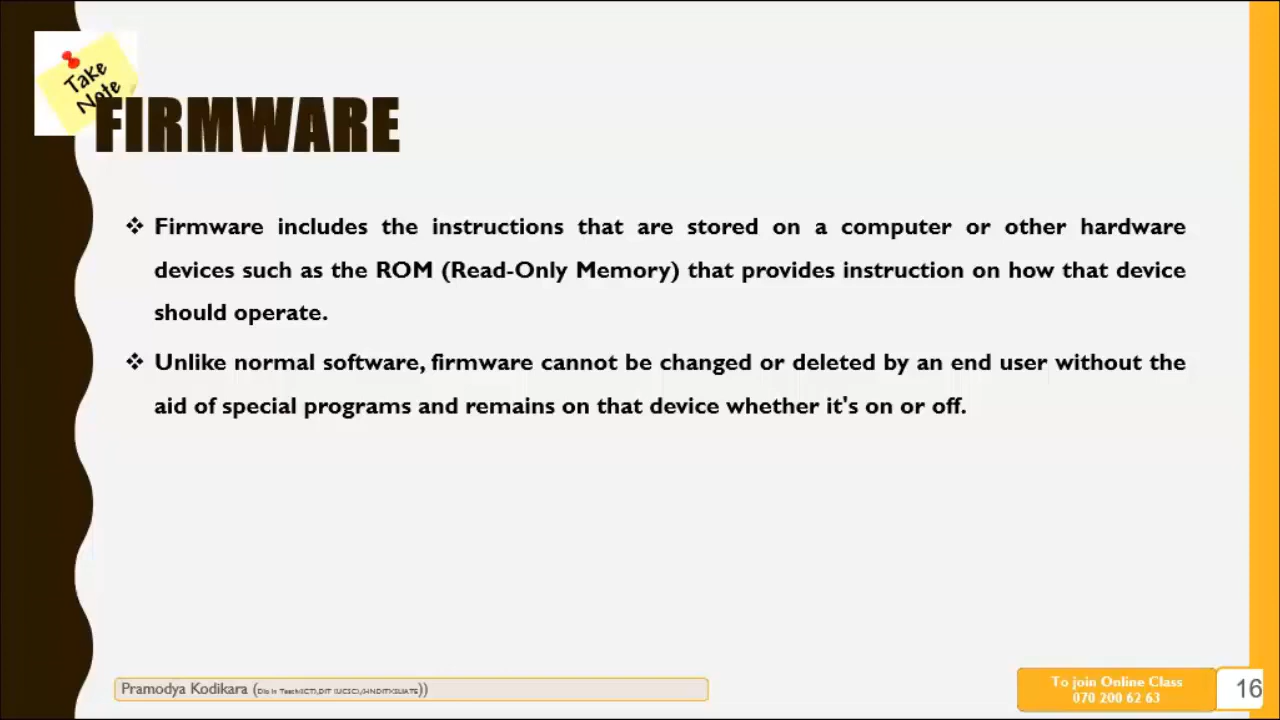 Take
Note
FIRMWARE
❖ Firmware includes the instructions that are stored on a computer or other hardware
devices such as the ROM (Read-Only Memory) that provides instruction on how that device
should operate.
❖ Unlike normal software, firmware cannot be changed or deleted by an end user without the
aid of special programs and remains on that device whether it's on or off.
Pramodya Kodikara
To join Online Class
070 200 62 63
16